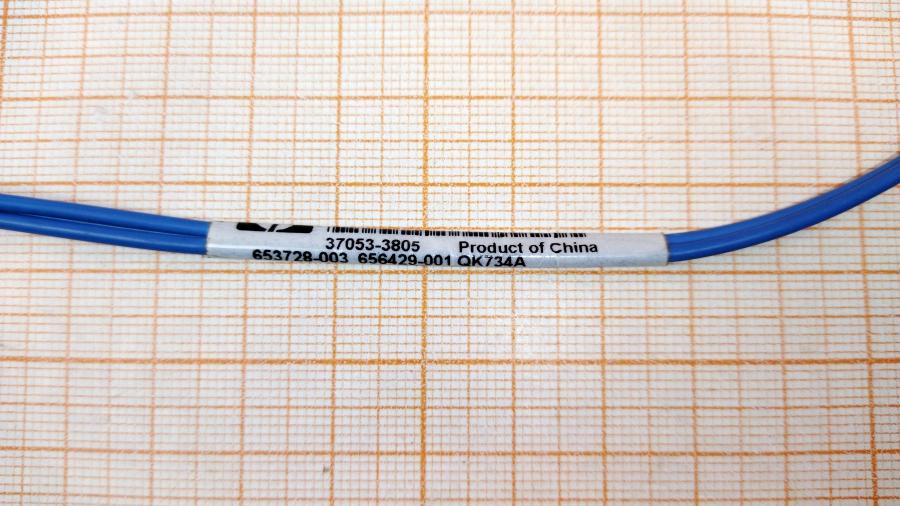 37053-3805 Product of China
653728-003 656429-001 QK734A